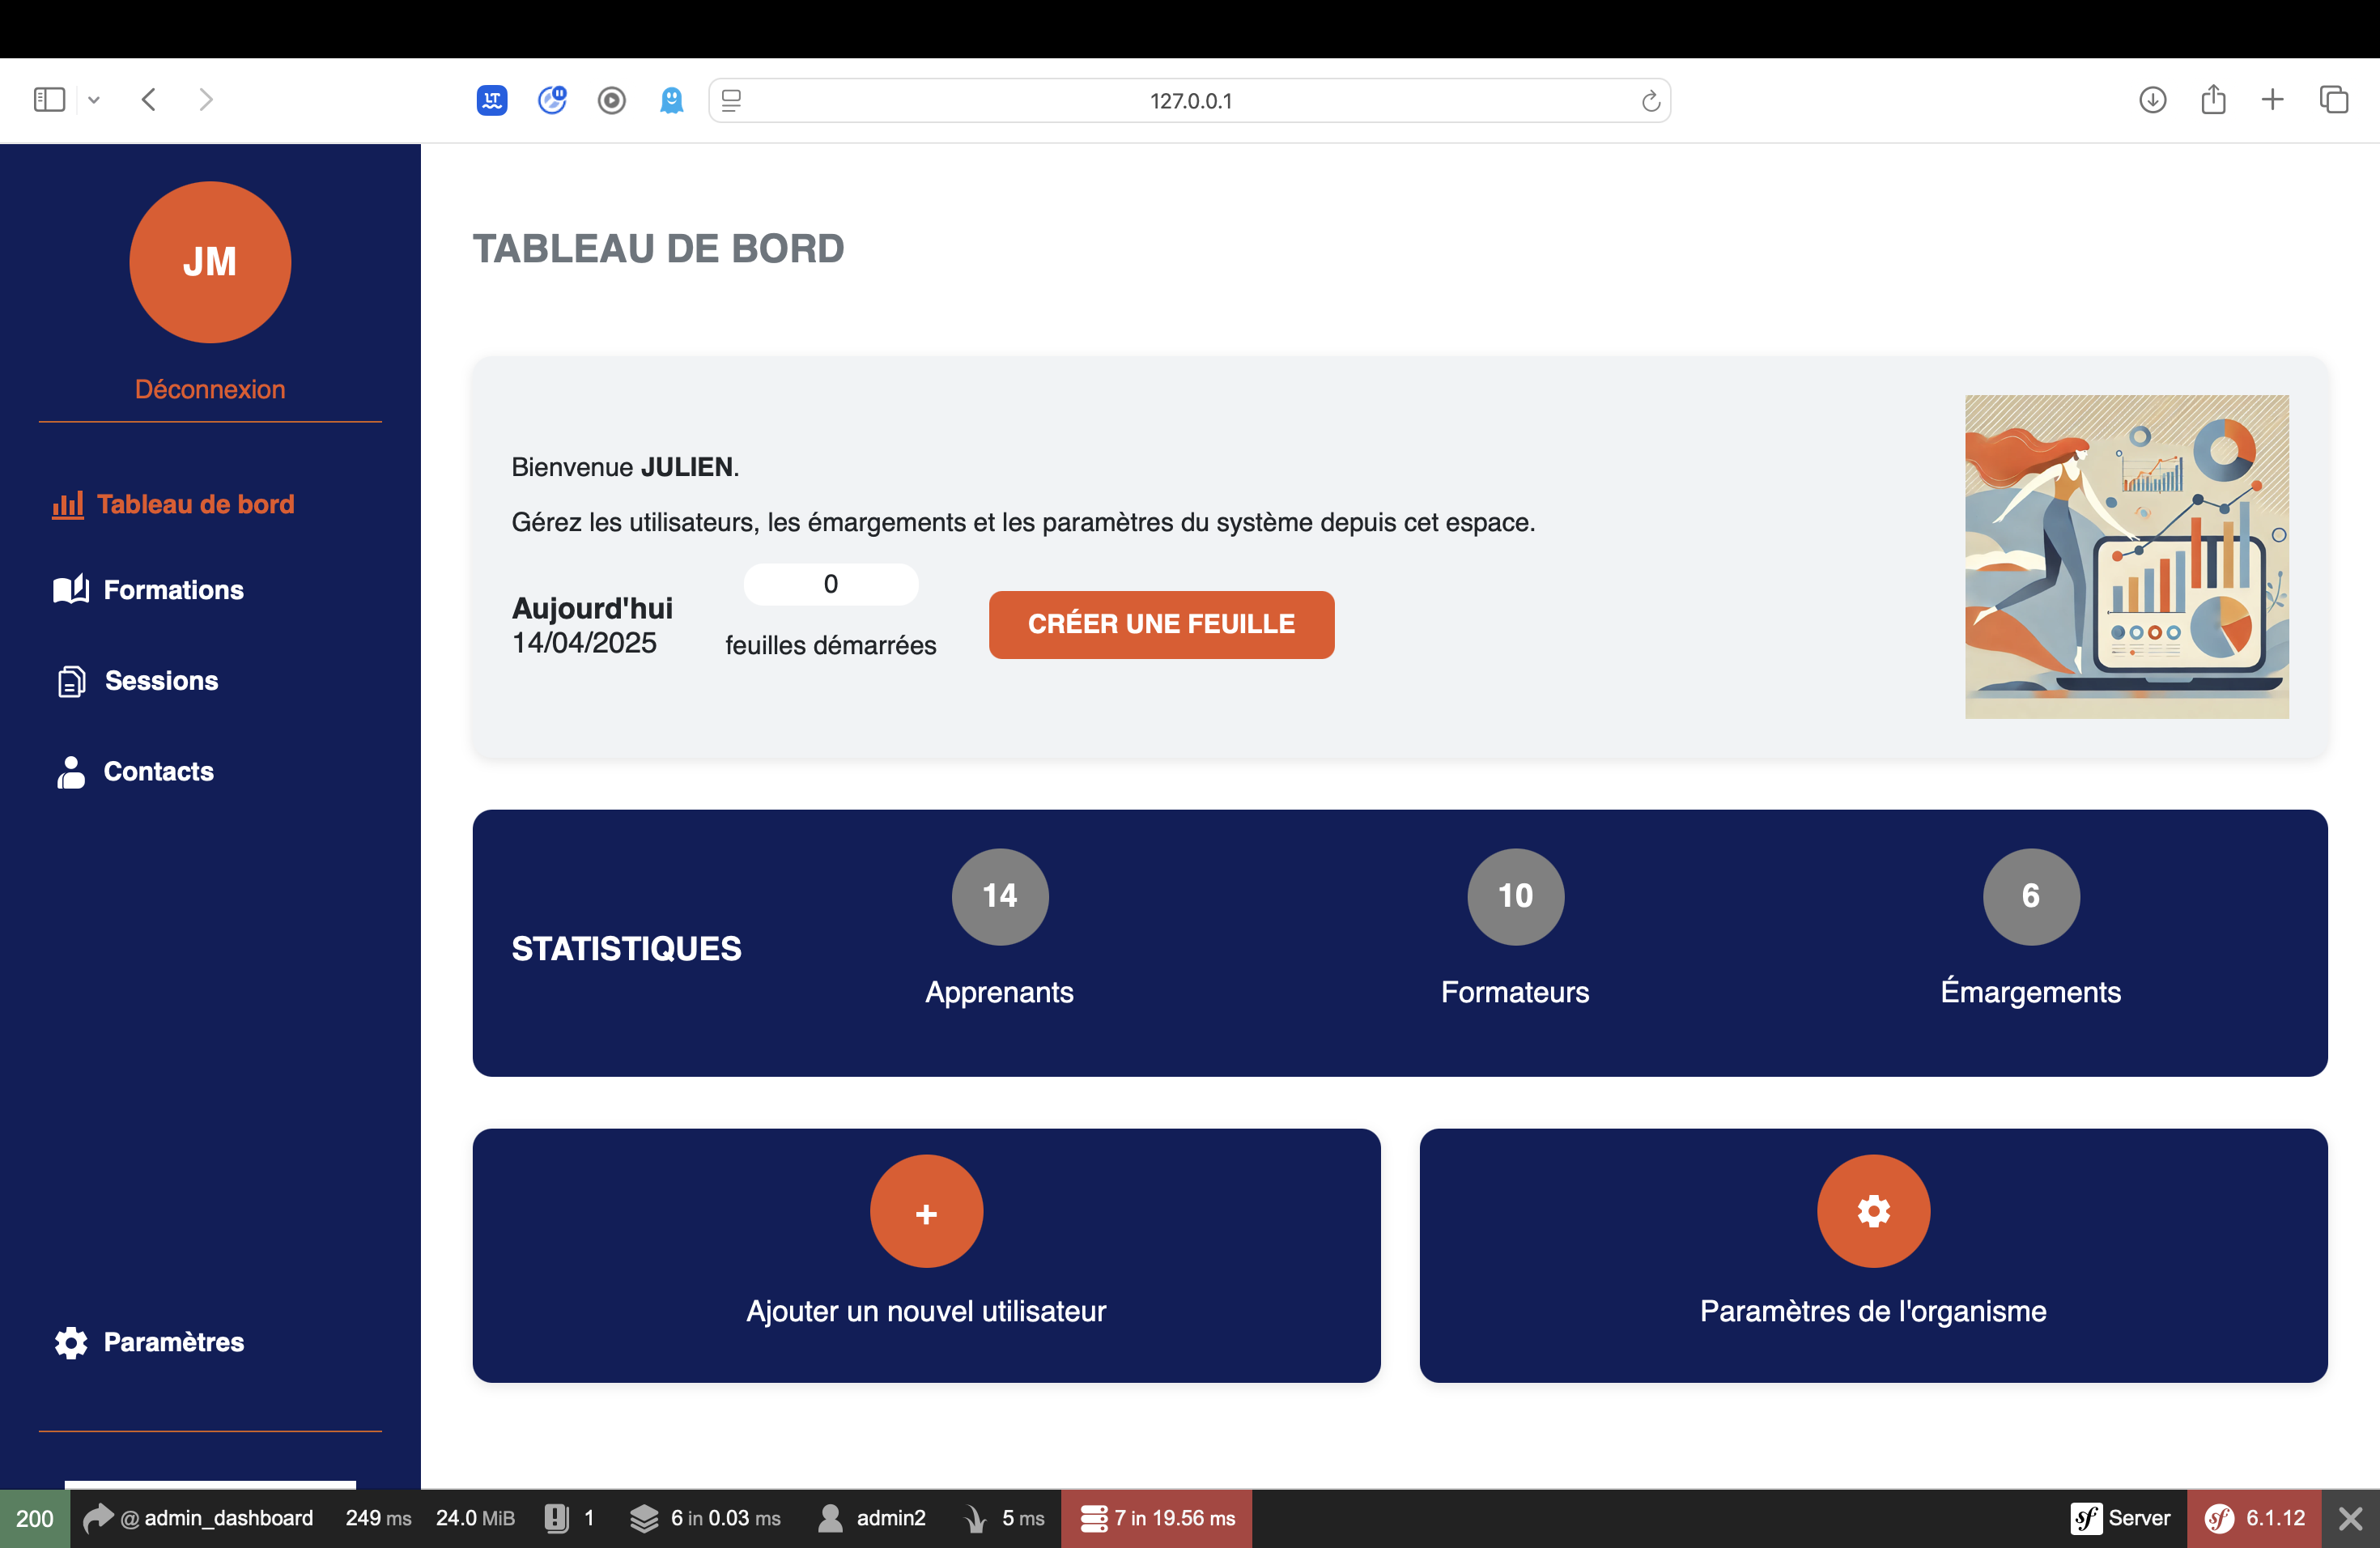 127.0.0.1
JM
Déconnexion
Tableau de bord
Formations
Sessions
Contacts
Paramètres
TABLEAU DE BORD
Bienvenue JULIEN.
Gérez les utilisateurs, les émargements et les paramètres du système depuis cet espace.
Aujourd'hui
14/04/2025
0
feuilles démarrées
CRÉER UNE FEUILLE
STATISTIQUES
14
Apprenants
10
Formateurs
6
Émargements
+
Ajouter un nouvel utilisateur
Paramètres de l'organisme
200 @ admin_dashboard 249 ms 24.0 MiB 1 6 in 0.03 ms admin2 5 ms 7 in 19.56 ms sf Server sf 6.1.12